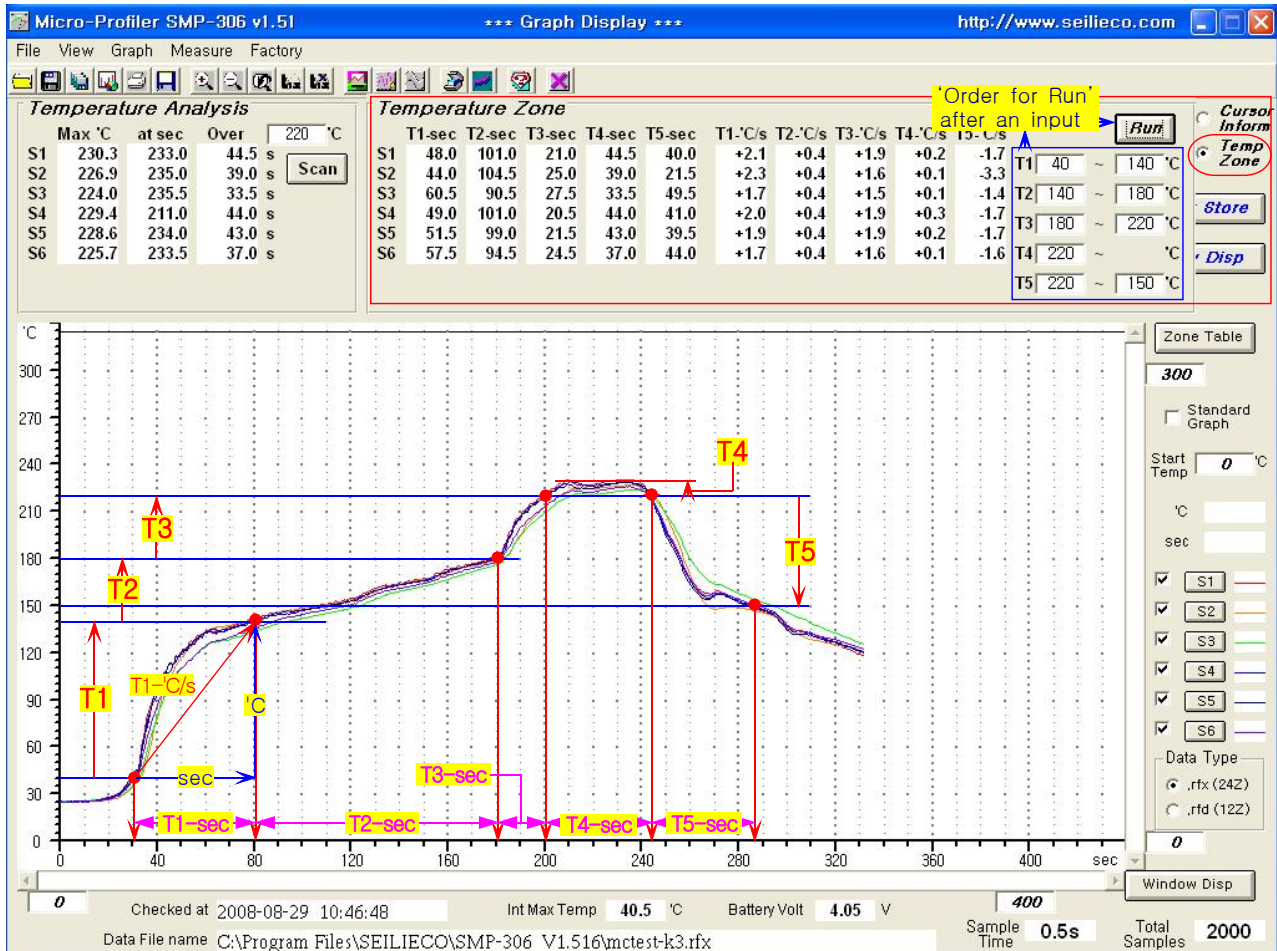 Micro-Profiler SMP-306 v1.51 *** Graph Display *** http://www.seilieco.com
File View Graph Measure Factory
Temperature Analysis
Max 'C at sec Over 220 'C
S1 230.3 233.0 44.5 s
S2 226.9 235.0 39.0 s
S3 224.0 235.5 33.5 s
S4 229.4 211.0 44.0 s
S5 228.6 234.0 43.0 s
S6 225.7 233.5 37.0 s
Scan
Temperature Zone
T1-sec T2-sec T3-sec T4-sec T5-sec T1-'C/s T2-'C/s T3-'C/s T4-'C/s T5-'C/s
S1 48.0 101.0 21.0 44.5 40.0 +2.1 +0.4 +1.9 +0.2 -1.7
S2 44.0 104.5 25.0 39.0 21.5 +2.3 +0.4 +1.6 +0.1 -3.3
S3 60.5 90.5 27.5 33.5 49.5 +1.7 +0.4 +1.5 +0.1 -1.4
S4 49.0 101.0 20.5 44.0 41.0 +2.0 +0.4 +1.9 +0.3 -1.7
S5 51.5 99.0 21.5 43.0 39.5 +1.9 +0.4 +1.9 +0.2 -1.7
S6 57.5 94.5 24.5 37.0 44.0 +1.7 +0.4 +1.6 +0.1 -1.6
'Order for Run'
after an input
Run
T1 40 ~ 140 'C
T2 140 ~ 180 'C
T3 180 ~ 220 'C
T4 220 ~ 'C
T5 220 ~ 150 'C
Cursor
Inform
Temp
Zone
Store
Disp
'C
300
270
240
210
180
150
120
90
60
30
0
T4
T3
T2
T5
T1
T1-'C/s
'C
sec
T3-sec
T1-sec T2-sec T4-sec T5-sec
0 40 80 120 160 200 240 280 320 360 400 sec
Zone Table
300
Standard
Graph
Start
Temp 0 'C
'C
sec
S1
S2
S3
S4
S5
S6
Data Type
.rfx (24Z)
.rfd (12Z)
0
Window Disp
0 400
Checked at 2008-08-29 10:46:48 Int Max Temp 40.5 'C Battery Volt 4.05 V
Sample
Time 0.5s
Total
Samples 2000
Data File name C:\Program Files\SEILIECO\SMP-306 V1.516\mctest-k3.rfx